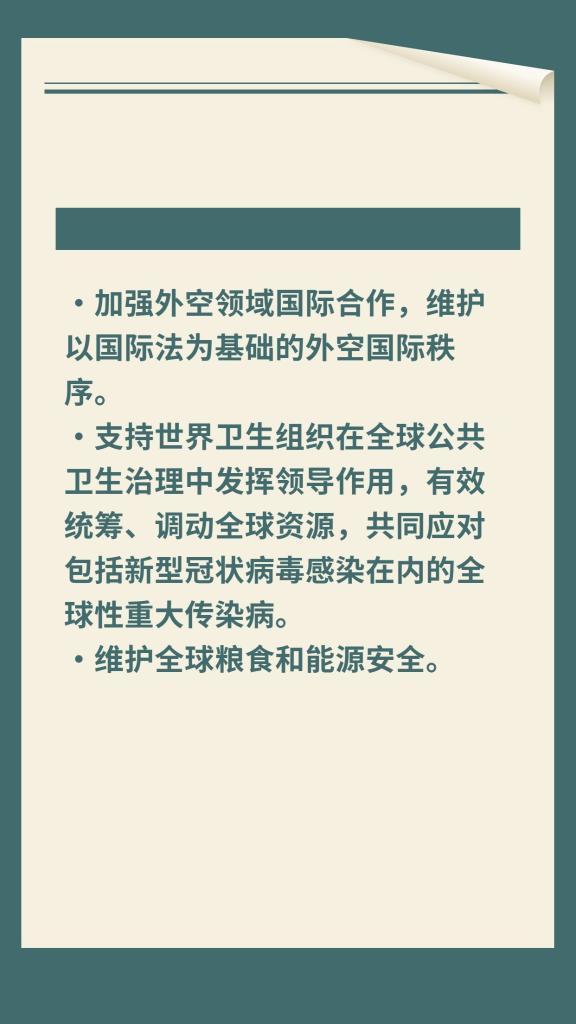 ·加强外空领域国际合作，维护
以国际法为基础的外空国际秩
序。
·支持世界卫生组织在全球公共
卫生治理中发挥领导作用，有效
统筹、调动全球资源，共同应对
包括新型冠状病毒感染在内的全
球性重大传染病。
·维护全球粮食和能源安全。